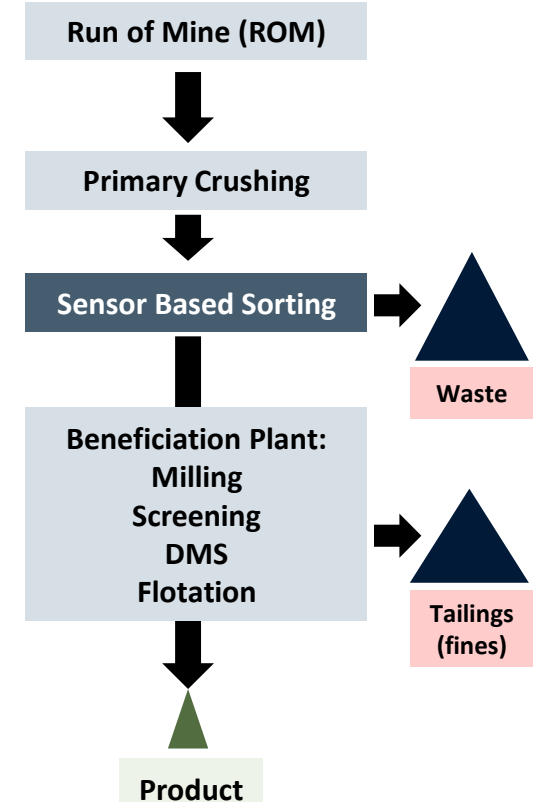 Run of Mine (ROM)
Primary Crushing
Sensor Based Sorting
Waste
Beneficiation Plant:
Milling
Screening
DMS
Flotation
Tailings
(fines)
Product